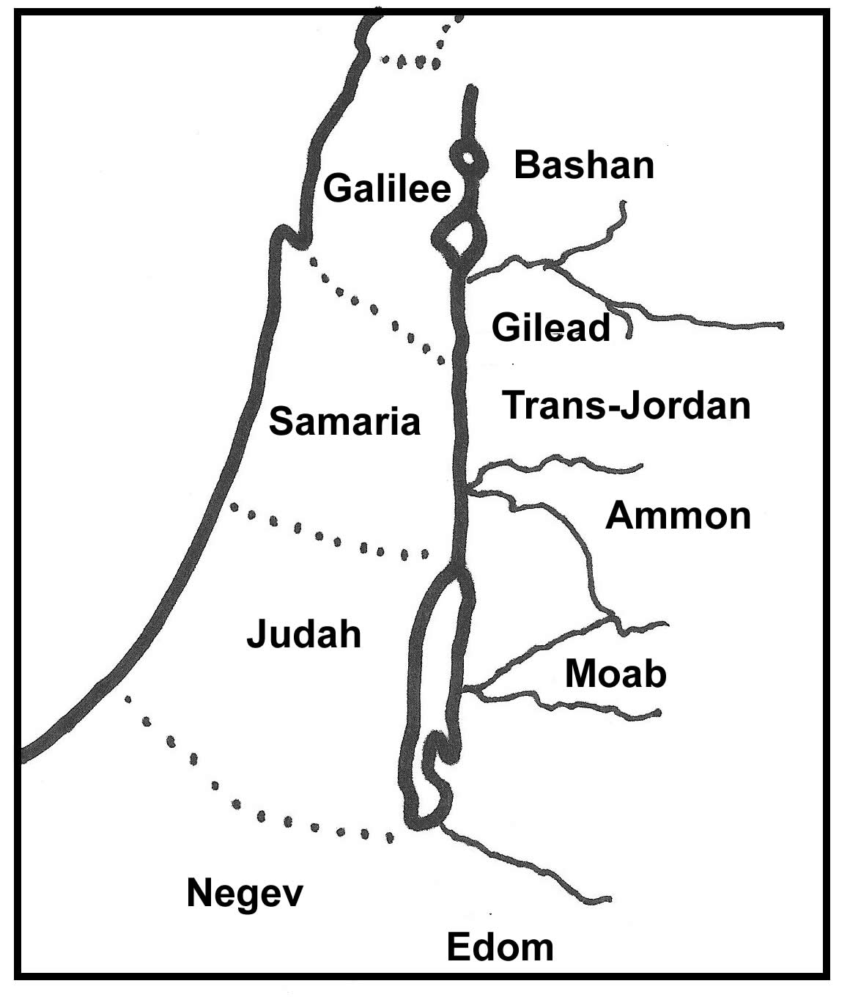 Bashan
Galilee
Gilead
Trans-Jordan
Samaria
Ammon
Judah
Moab
Negev
Edom